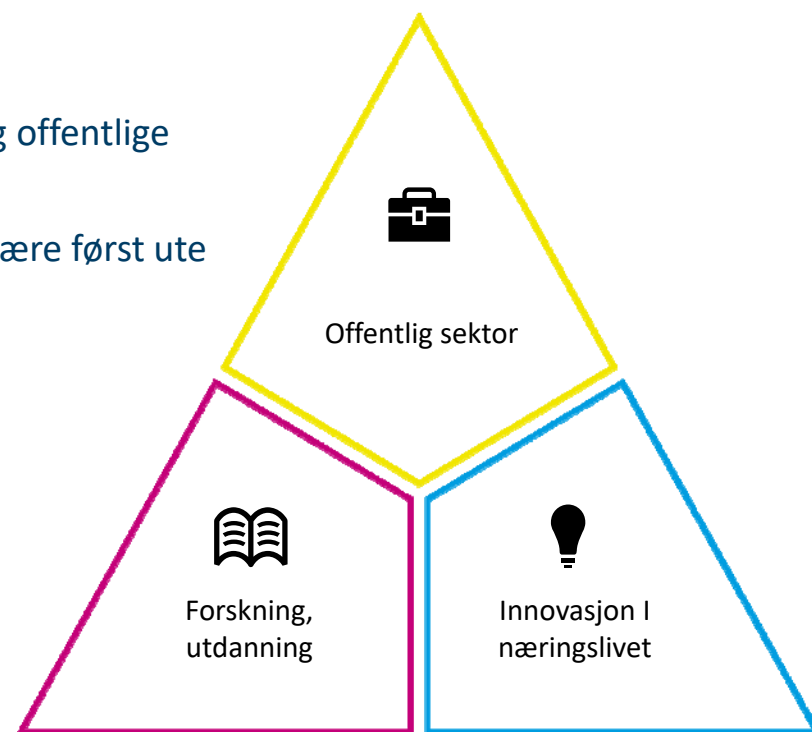 g offentlige
ære først ute
Offentlig sektor
Forskning,
utdanning
Innovasjon I
næringslivet